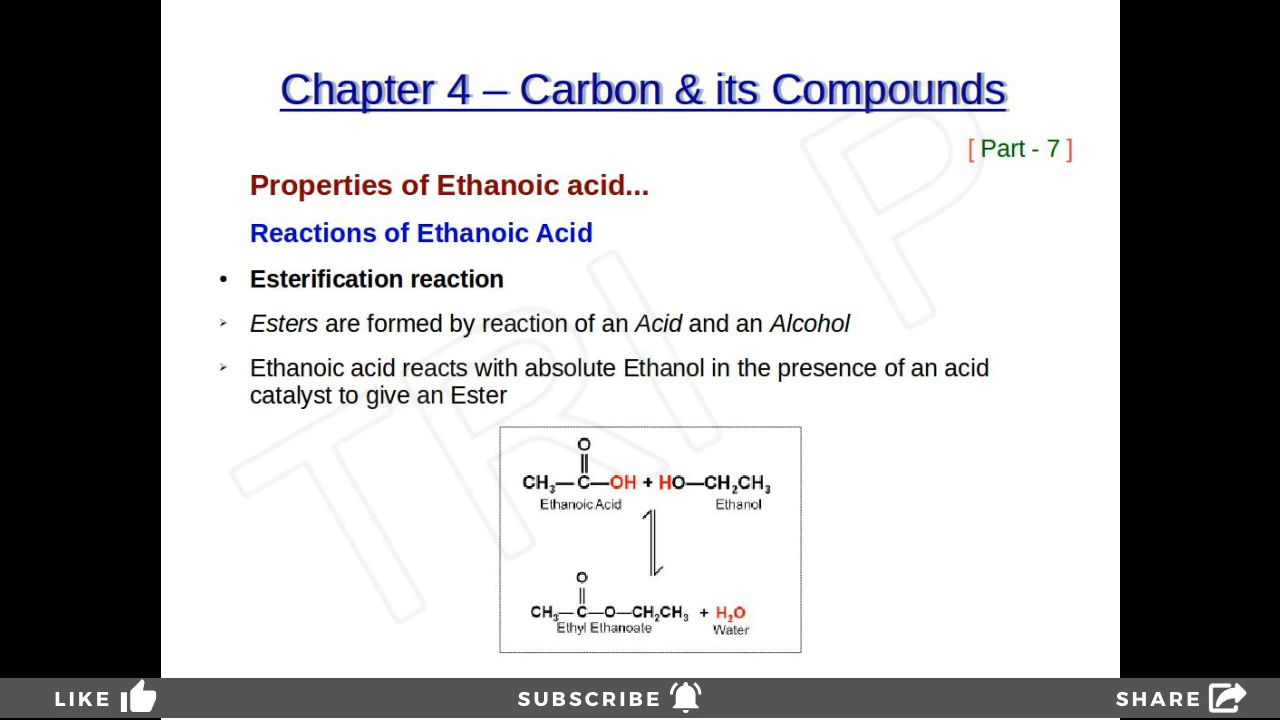 Chapter 4 – Carbon & its Compounds
[ Part - 7 ]
Properties of Ethanoic acid...
Reactions of Ethanoic Acid
• Esterification reaction
➢ Esters are formed by reaction of an Acid and an Alcohol
➢ Ethanoic acid reacts with absolute Ethanol in the presence of an acid
catalyst to give an Ester
O
CH₃—C—OH + HO—CH₂CH₃
Ethanoic Acid Ethanol
O
CH₃—C—O—CH₂CH₃ + H₂O
Ethyl Ethanoate Water
TRI P
LIKE SUBSCRIBE SHARE